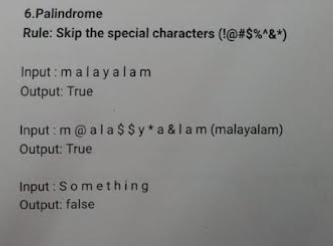 6.Palindrome
Rule: Skip the special characters (!@#$%^&*)
Input : m a l a y a l a m
Output: True
Input : m @ a l a $ $ y * a & l a m (malayalam)
Output: True
Input : S o m e t h i n g
Output: false